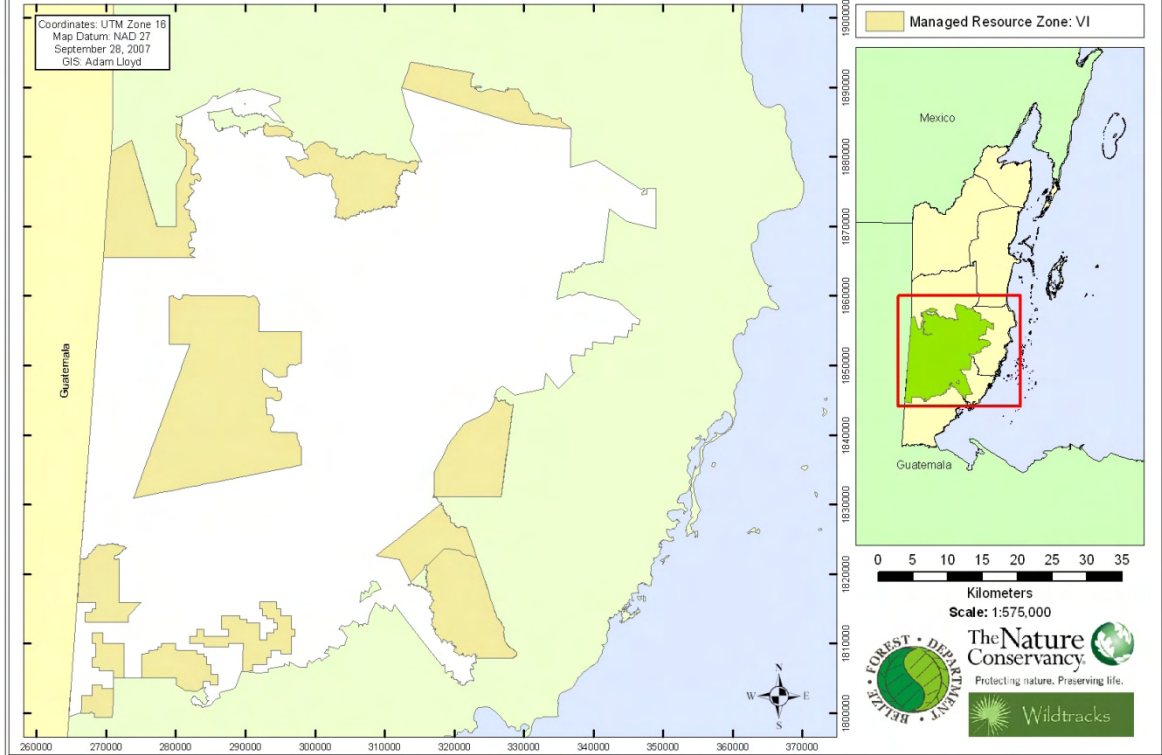 Coordinates: UTM Zone 16
Map Datum: NAD 27
September 28, 2007
GIS: Adam Lloyd
Guatemala
1900000
1890000
1880000
1870000
1860000
1850000
1840000
1830000
1820000
1810000
1800000
260000 270000 280000 290000 300000 310000 320000 330000 340000 350000 360000 370000
N
W E
S
Managed Resource Zone: VI
Mexico
Guatemala
0 5 10 15 20 25 30 35
Kilometers
Scale: 1:575,000
FOREST • DEPARTMENT • BELIZE •
The Nature
Conservancy
Protecting nature. Preserving life.
Wildtracks